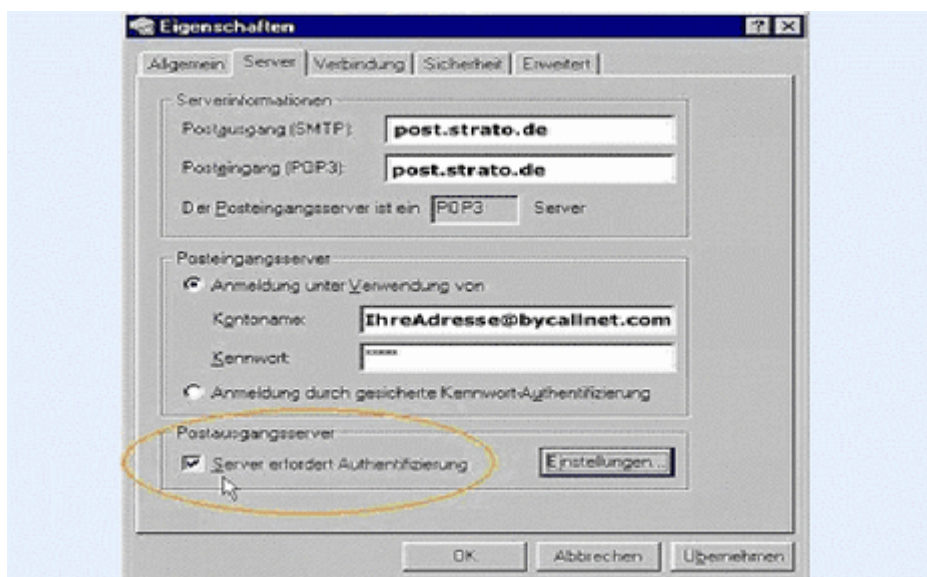 Eigenschaften
Allgemein Server Verbindung Sicherheit Erweitert
Serverinformationen
Postausgang (SMTP): post.strato.de
Posteingang (POP3): post.strato.de
Der Posteingangsserver ist ein POP3 Server
Posteingangsserver
Anmeldung unter Verwendung von
Kontoname: IhreAdresse@bycallnet.com
Kennwort: *****
Anmeldung durch gesicherte Kennwort-Authentifizierung
Postausgangsserver
Server erfordert Authentifizierung Einstellungen...
OK Abbrechen Übernehmen